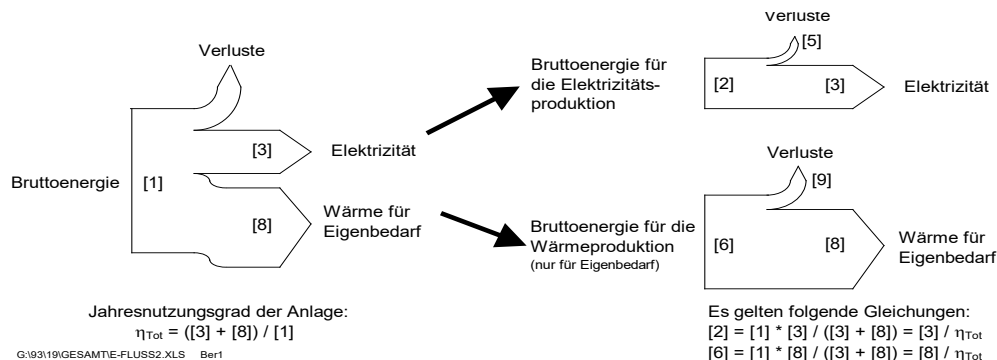 Verluste
[3]
Elektrizität
Bruttoenergie
[1]
[8]
Wärme für
Eigenbedarf
Jahresnutzungsgrad der Anlage:
ηTot = ([3] + [8]) / [1]
G:\93\19\GESAMT\E-FLUSS2.XLS Ber1
Bruttoenergie für
die Elektrizitäts-
produktion
Verluste
[5]
[2]
[3]
Elektrizität
Bruttoenergie für die
Wärmeproduktion
(nur für Eigenbedarf)
Verluste
[9]
[6]
[8]
Wärme für
Eigenbedarf
Es gelten folgende Gleichungen:
[2] = [1] * [3] / ([3] + [8]) = [3] / ηTot
[6] = [1] * [8] / ([3] + [8]) = [8] / ηTot